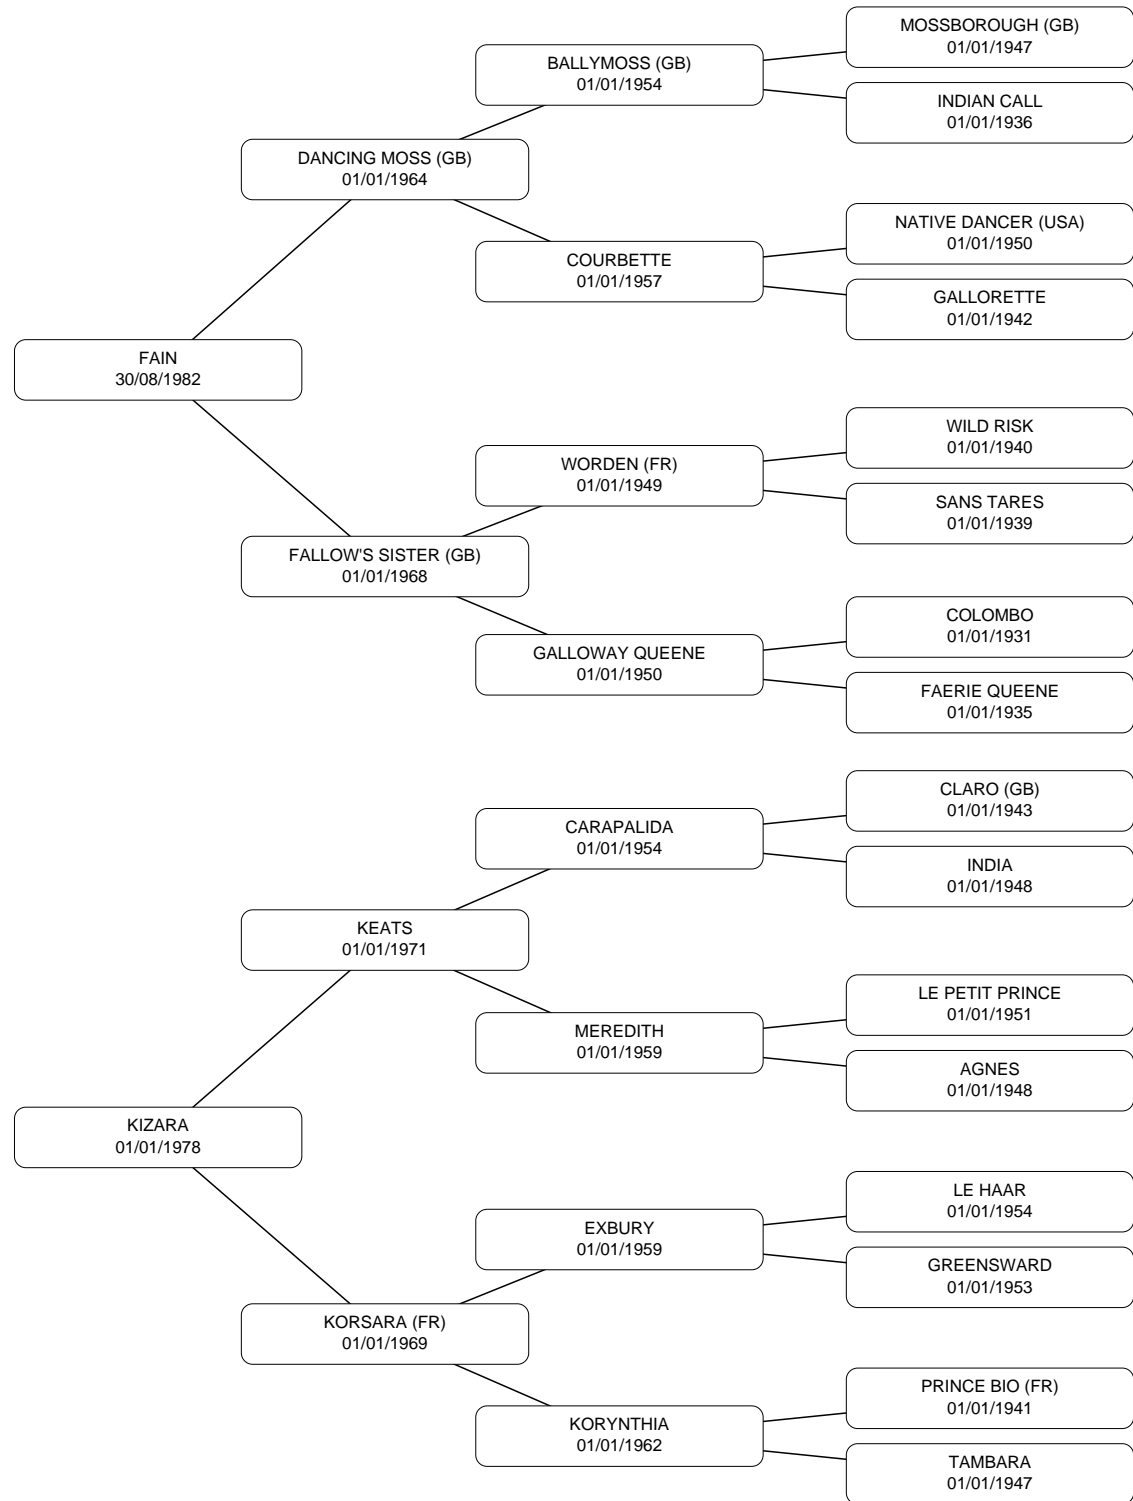 MOSSBOROUGH (GB)
01/01/1947
BALLYMOSS (GB)
01/01/1954
INDIAN CALL
01/01/1936
DANCING MOSS (GB)
01/01/1964
NATIVE DANCER (USA)
01/01/1950
COURBETTE
01/01/1957
GALLORETTE
01/01/1942
FAIN
30/08/1982
WILD RISK
01/01/1940
WORDEN (FR)
01/01/1949
SANS TARES
01/01/1939
FALLOW'S SISTER (GB)
01/01/1968
COLOMBO
01/01/1931
GALLOWAY QUEENE
01/01/1950
FAERIE QUEENE
01/01/1935
CLARO (GB)
01/01/1943
CARAPALIDA
01/01/1954
INDIA
01/01/1948
KEATS
01/01/1971
LE PETIT PRINCE
01/01/1951
MEREDITH
01/01/1959
AGNES
01/01/1948
KIZARA
01/01/1978
LE HAAR
01/01/1954
EXBURY
01/01/1959
GREENSWARD
01/01/1953
KORSARA (FR)
01/01/1969
PRINCE BIO (FR)
01/01/1941
KORYNTHIA
01/01/1962
TAMBARA
01/01/1947